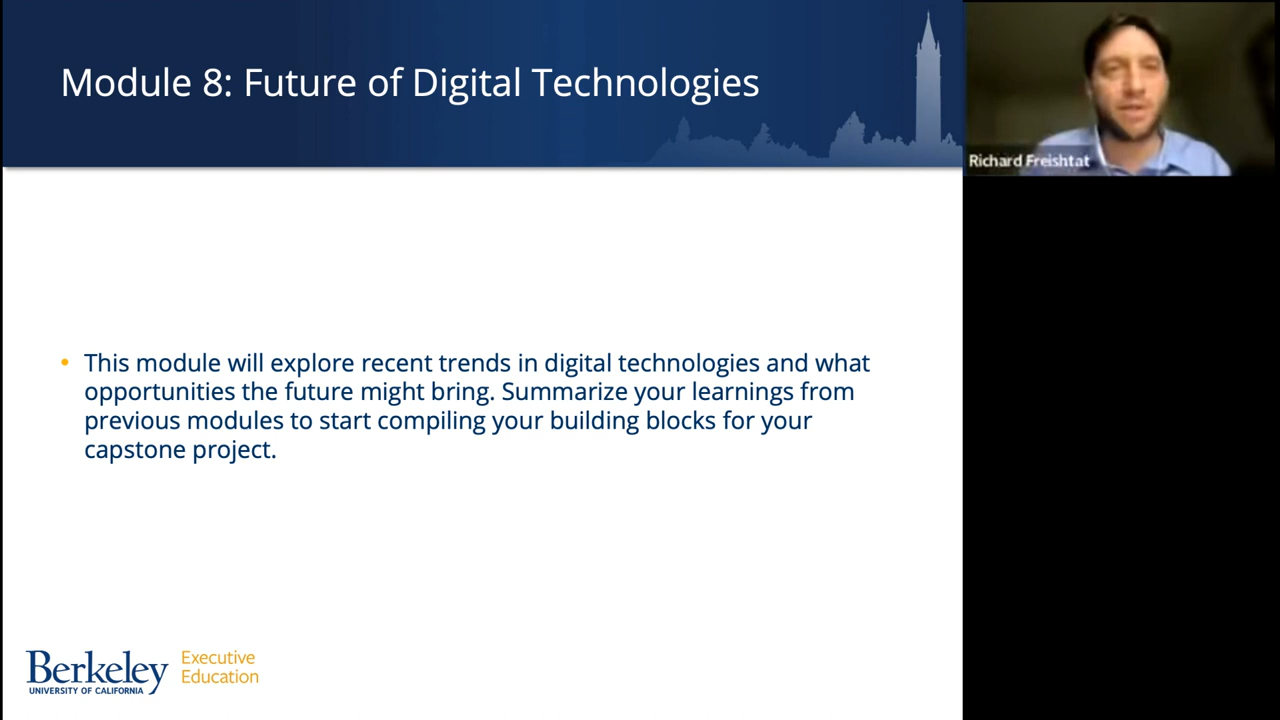 Module 8: Future of Digital Technologies
Richard Freishtat
• This module will explore recent trends in digital technologies and what
opportunities the future might bring. Summarize your learnings from
previous modules to start compiling your building blocks for your
capstone project.
Berkeley
UNIVERSITY OF CALIFORNIA
Executive
Education